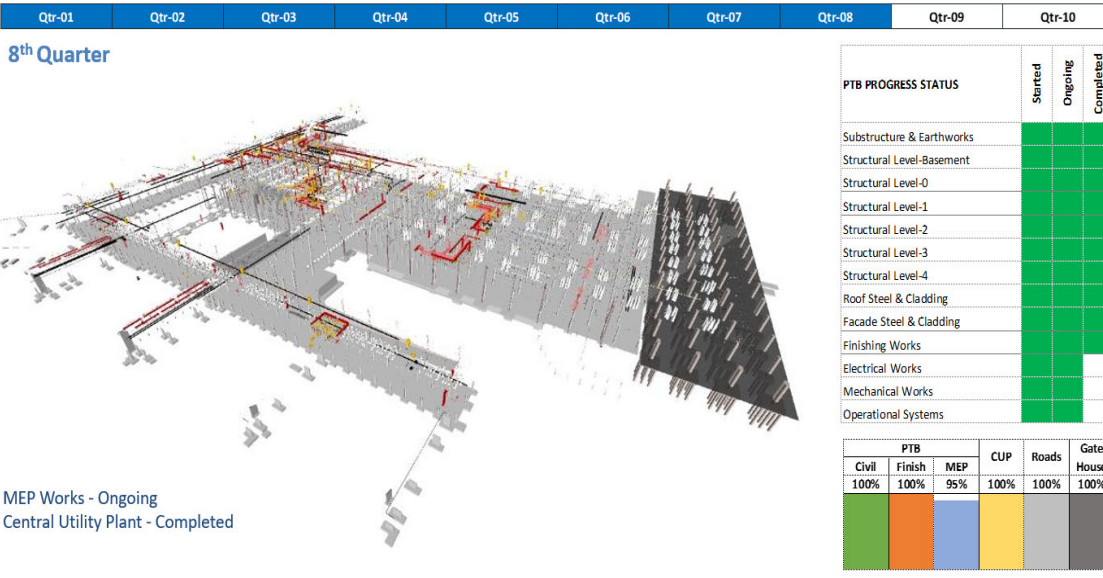 Qtr-01 Qtr-02 Qtr-03 Qtr-04 Qtr-05 Qtr-06 Qtr-07 Qtr-08 Qtr-09 Qtr-10
8th Quarter
PTB PROGRESS STATUS Started Ongoing Completed
Substructure & Earthworks
Structural Level-Basement
Structural Level-0
Structural Level-1
Structural Level-2
Structural Level-3
Structural Level-4
Roof Steel & Cladding
Facade Steel & Cladding
Finishing Works
Electrical Works
Mechanical Works
Operational Systems
PTB CUP Roads Gate House
Civil Finish MEP
100% 100% 95% 100% 100% 100%
MEP Works - Ongoing
Central Utility Plant - Completed